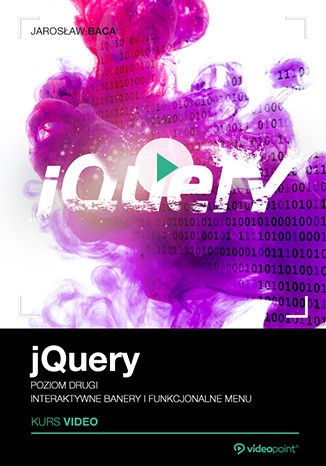 JAROSŁAW BACA
jQuery
jQuery
POZIOM DRUGI
INTERAKTYWNE BANERY I FUNKCJONALNE MENU
KURS VIDEO
videopoint